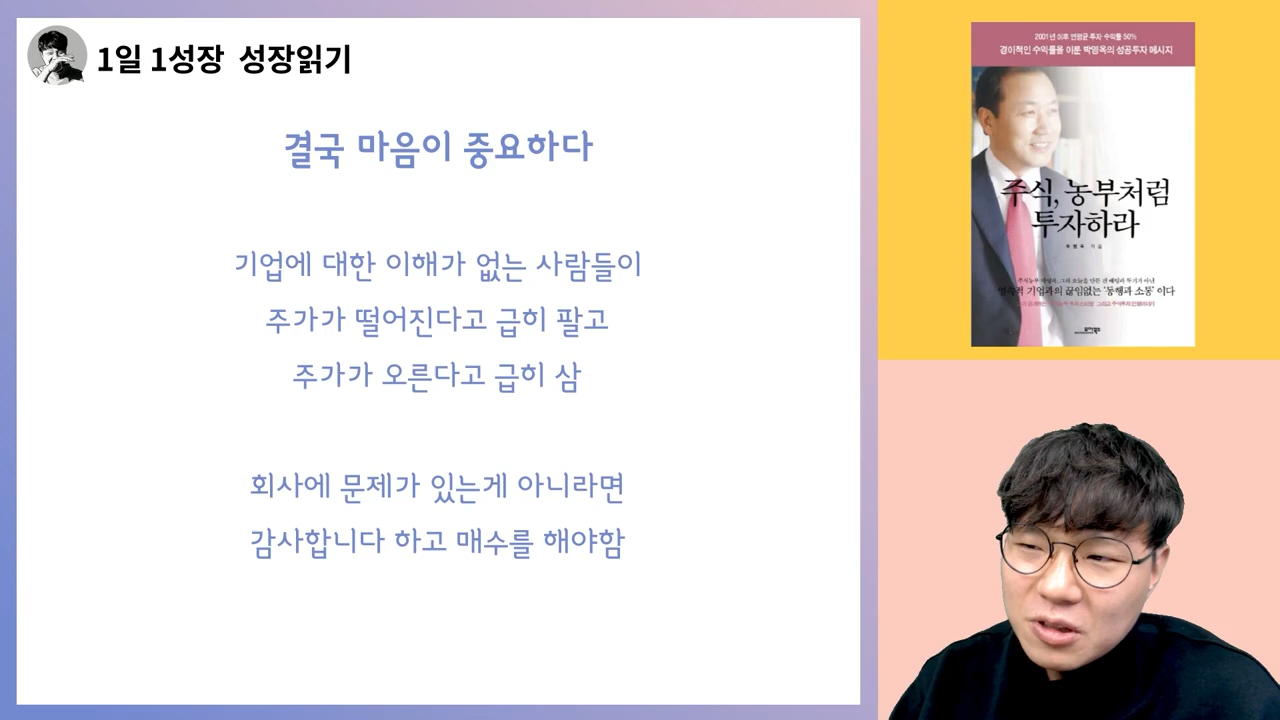 1일 1성장 성장읽기
결국 마음이 중요하다
기업에 대한 이해가 없는 사람들이
주가가 떨어진다고 급히 팔고
주가가 오른다고 급히 삼
회사에 문제가 있는게 아니라면
감사합니다 하고 매수를 해야함
2001년 이후 연평균 투자 수익률 50%
경이적인 수익률을 이룬 박영옥의 성공투자 메시지
주식, 농부처럼
투자하라
박영옥 지음
기업과의 끊임없는 '동행과 소통' 이다